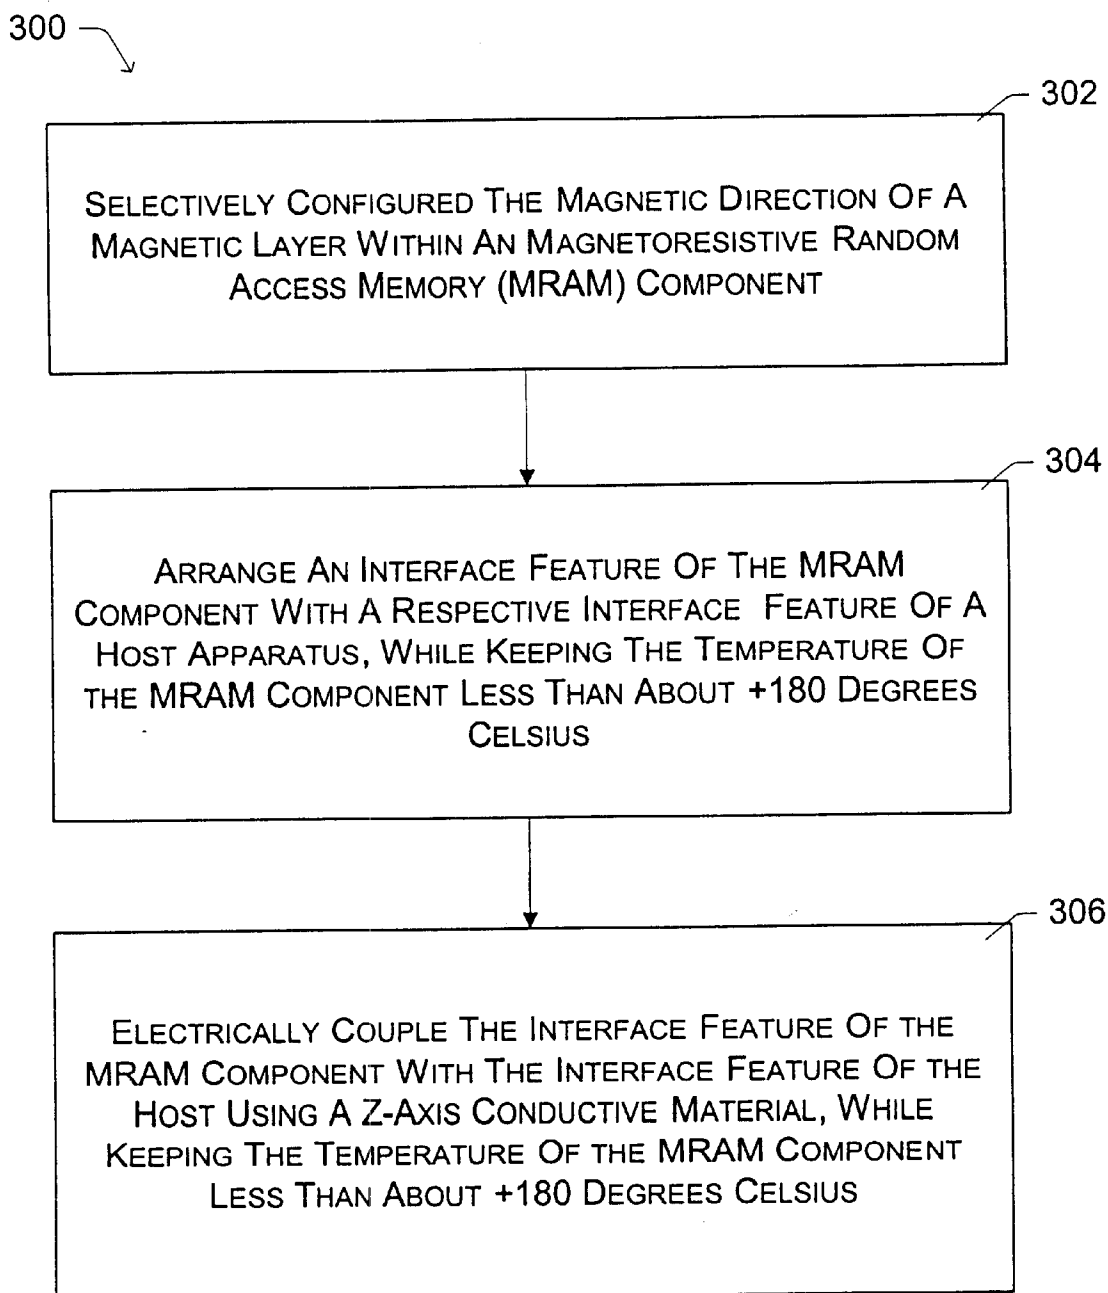 300
302
SELECTIVELY CONFIGURED THE MAGNETIC DIRECTION OF A
MAGNETIC LAYER WITHIN AN MAGNETORESISTIVE RANDOM
ACCESS MEMORY (MRAM) COMPONENT
304
ARRANGE AN INTERFACE FEATURE OF THE MRAM
COMPONENT WITH A RESPECTIVE INTERFACE FEATURE OF A
HOST APPARATUS, WHILE KEEPING THE TEMPERATURE OF
THE MRAM COMPONENT LESS THAN ABOUT +180 DEGREES
CELSIUS
306
ELECTRICALLY COUPLE THE INTERFACE FEATURE OF THE
MRAM COMPONENT WITH THE INTERFACE FEATURE OF THE
HOST USING A Z-AXIS CONDUCTIVE MATERIAL, WHILE
KEEPING THE TEMPERATURE OF THE MRAM COMPONENT
LESS THAN ABOUT +180 DEGREES CELSIUS